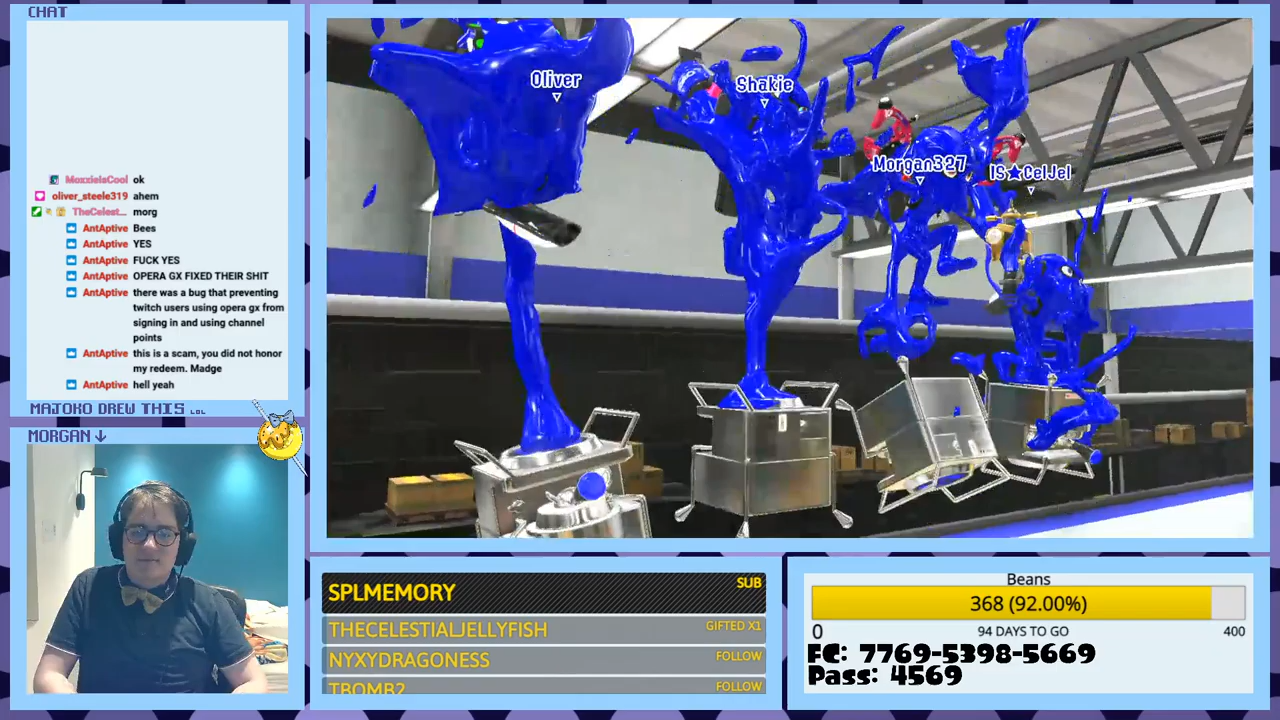 CHAT
MoxxieIsCool ok
oliver_steele319 ahem
TheCelest... morg
AntAptive Bees
AntAptive YES
AntAptive FUCK YES
AntAptive OPERA GX FIXED THEIR SHIT
AntAptive there was a bug that preventing
twitch users using opera gx from
signing in and using channel
points
AntAptive this is a scam, you did not honor
my redeem. Madge
AntAptive hell yeah
MAJOKO DREW THIS LOL
MORGAN ↓
Oliver
Shakie
Morgan327
IS★CelJel
SPLMEMORY SUB
THECELESTIALJELLYFISH GIFTED X1
NYXYDRAGONESS FOLLOW
TBOMB2 FOLLOW
Beans
368 (92.00%)
0 94 DAYS TO GO 400
FC: 7769-5398-5669
Pass: 4569